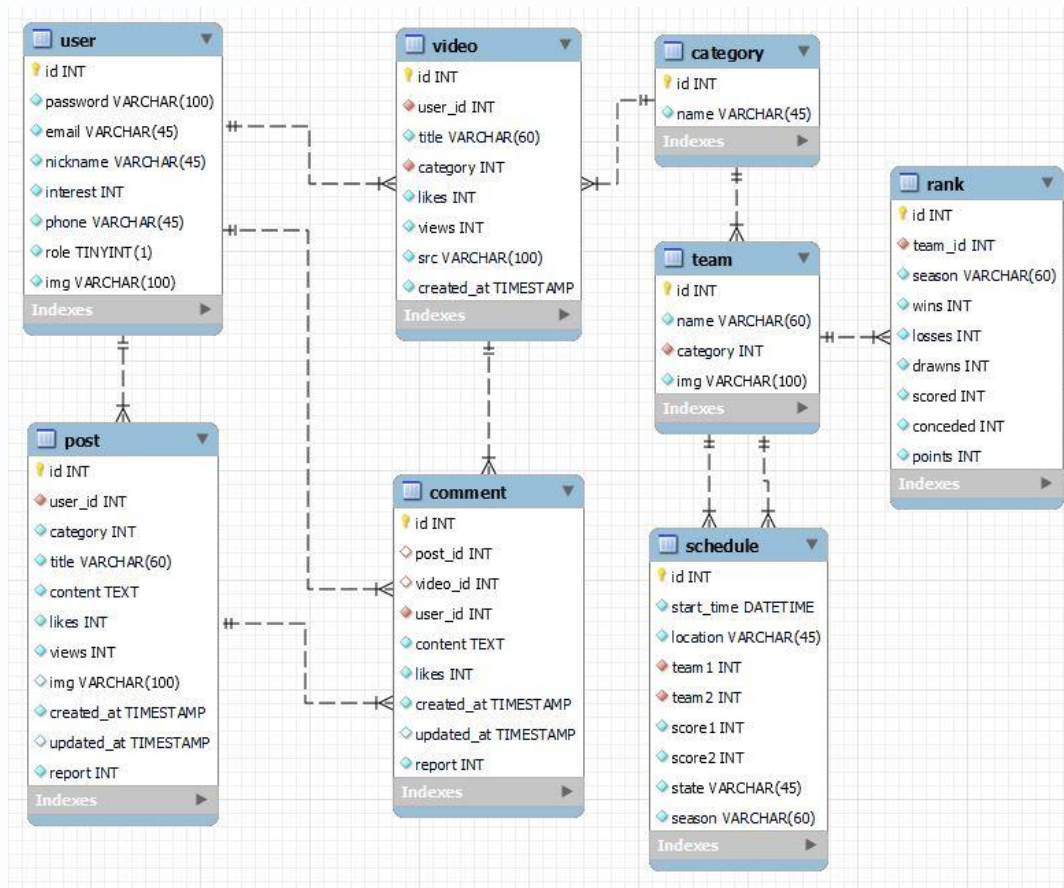 user
id INT
password VARCHAR(100)
email VARCHAR(45)
nickname VARCHAR(45)
interest INT
phone VARCHAR(45)
role TINYINT(1)
img VARCHAR(100)
Indexes
video
id INT
user_id INT
title VARCHAR(60)
category INT
likes INT
views INT
src VARCHAR(100)
created_at TIMESTAMP
Indexes
category
id INT
name VARCHAR(45)
Indexes
rank
id INT
team_id INT
season VARCHAR(60)
wins INT
losses INT
drawns INT
scored INT
conceded INT
points INT
Indexes
team
id INT
name VARCHAR(60)
category INT
img VARCHAR(100)
Indexes
post
id INT
user_id INT
category INT
title VARCHAR(60)
content TEXT
likes INT
views INT
img VARCHAR(100)
created_at TIMESTAMP
updated_at TIMESTAMP
report INT
Indexes
comment
id INT
post_id INT
video_id INT
user_id INT
content TEXT
likes INT
created_at TIMESTAMP
updated_at TIMESTAMP
report INT
Indexes
schedule
id INT
start_time DATETIME
location VARCHAR(45)
team1 INT
team2 INT
score1 INT
score2 INT
state VARCHAR(45)
season VARCHAR(60)
Indexes